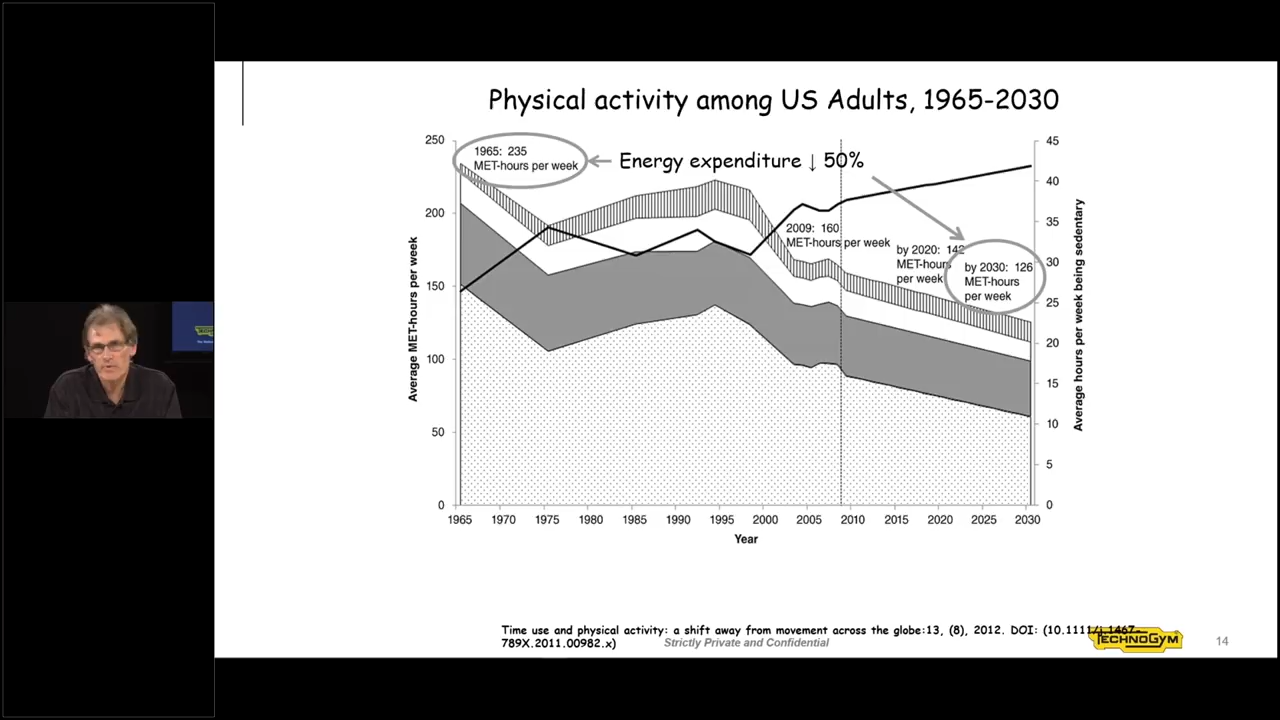 Physical activity among US Adults, 1965-2030
Energy expenditure ↓ 50%
1965: 235
MET-hours per week
2009: 160
MET-hours per week
by 2020: 142
MET-hours
per week
by 2030: 126
MET-hours
per week
Average MET-hours per week
250
200
150
100
50
0
Average hours per week being sedentary
45
40
35
30
25
20
15
10
5
0
1965 1970 1975 1980 1985 1990 1995 2000 2005 2010 2015 2020 2025 2030
Year
Time use and physical activity: a shift away from movement across the globe:13, (8), 2012. DOI: (10.1111/j.1467-
789X.2011.00982.x)
Strictly Private and Confidential
TECHNOGYM
14